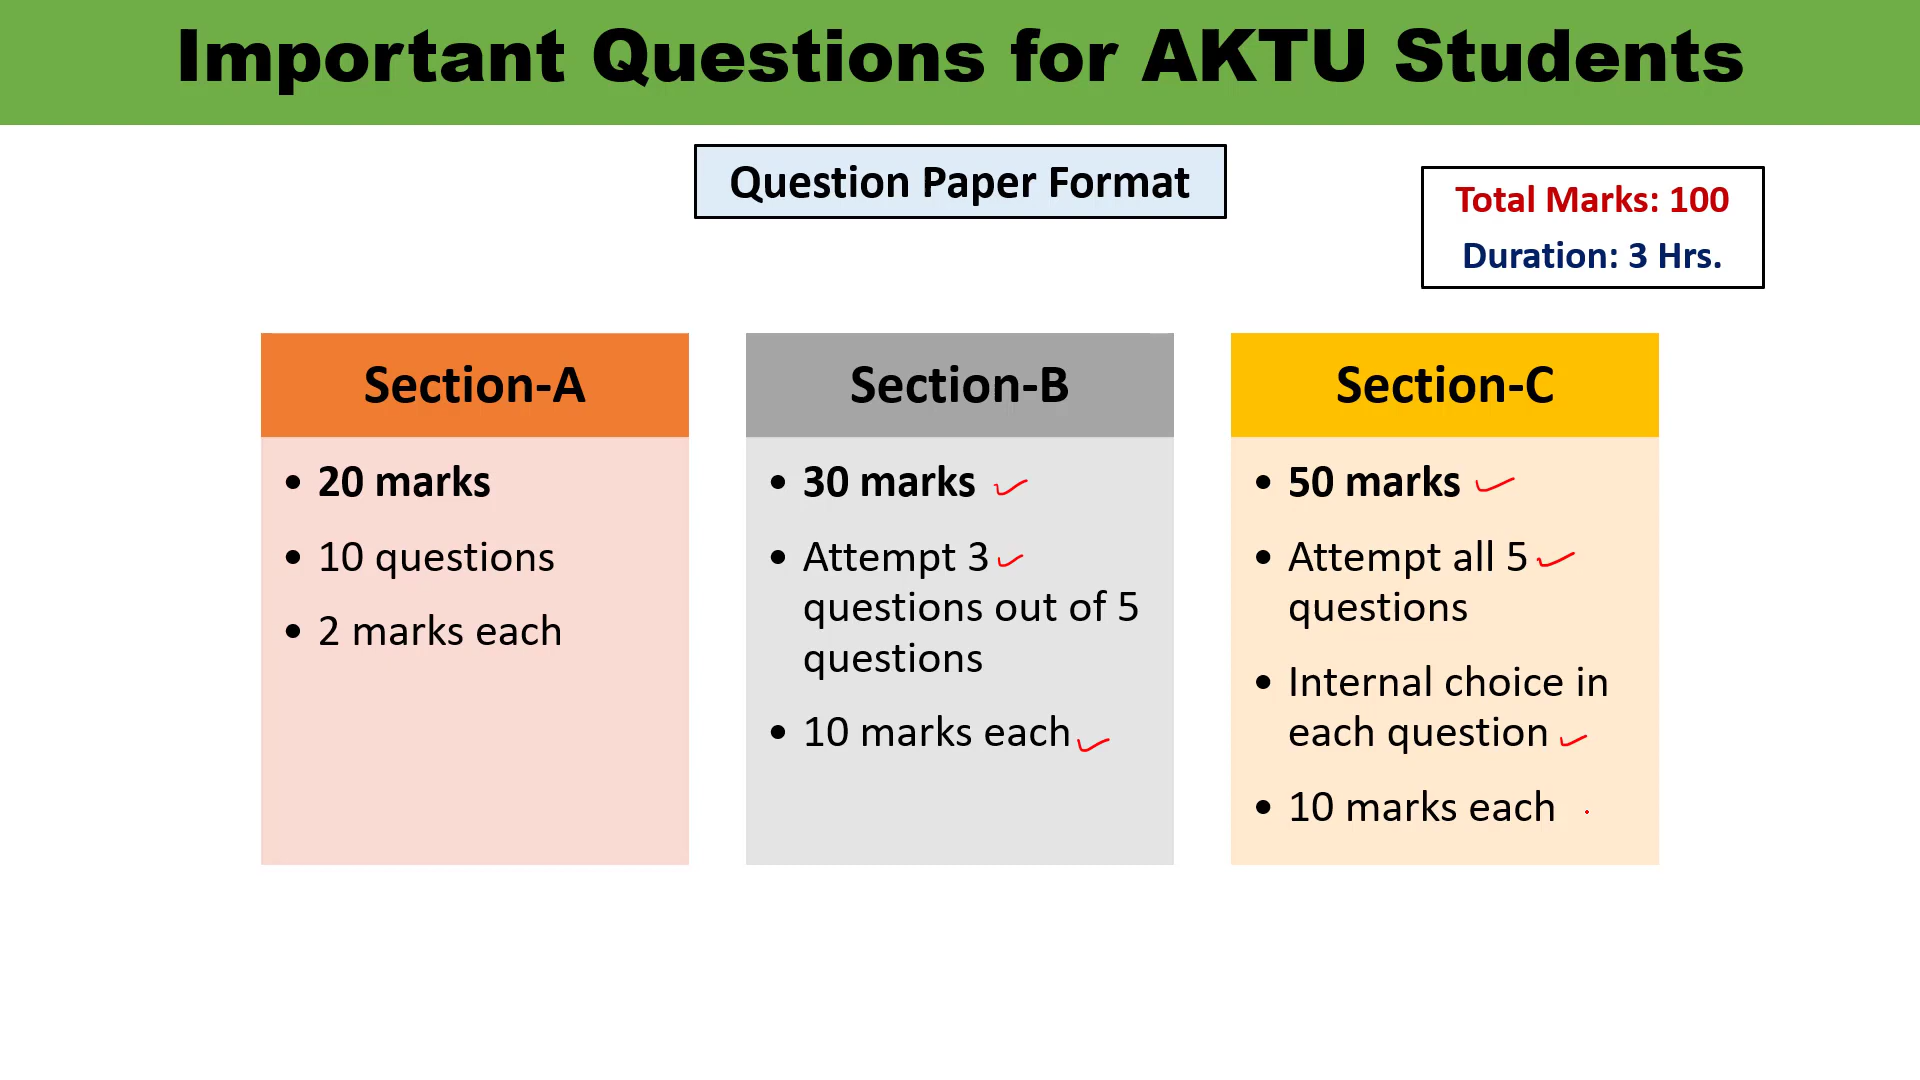 Important Questions for AKTU Students
Question Paper Format
Total Marks: 100
Duration: 3 Hrs.
Section-A
• 20 marks
• 10 questions
• 2 marks each
Section-B
• 30 marks
• Attempt 3
questions out of 5
questions
• 10 marks each
Section-C
• 50 marks
• Attempt all 5
questions
• Internal choice in
each question
• 10 marks each